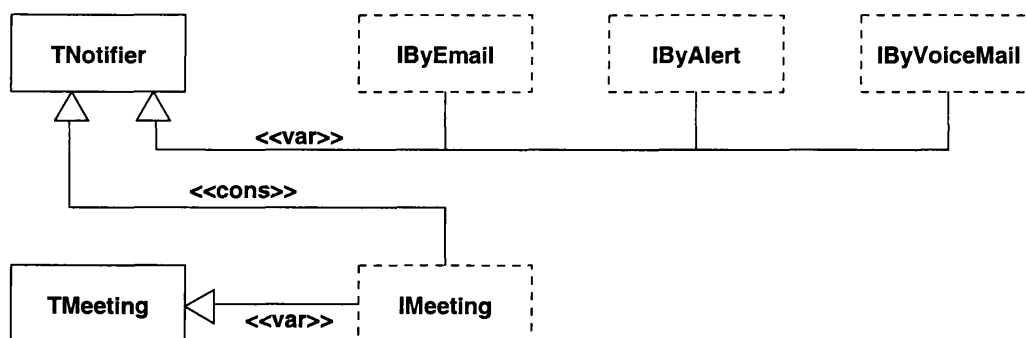 TNotifier
IByEmail
IByAlert
IByVoiceMail
<<var>>
<<cons>>
TMeeting
IMeeting
<<var>>